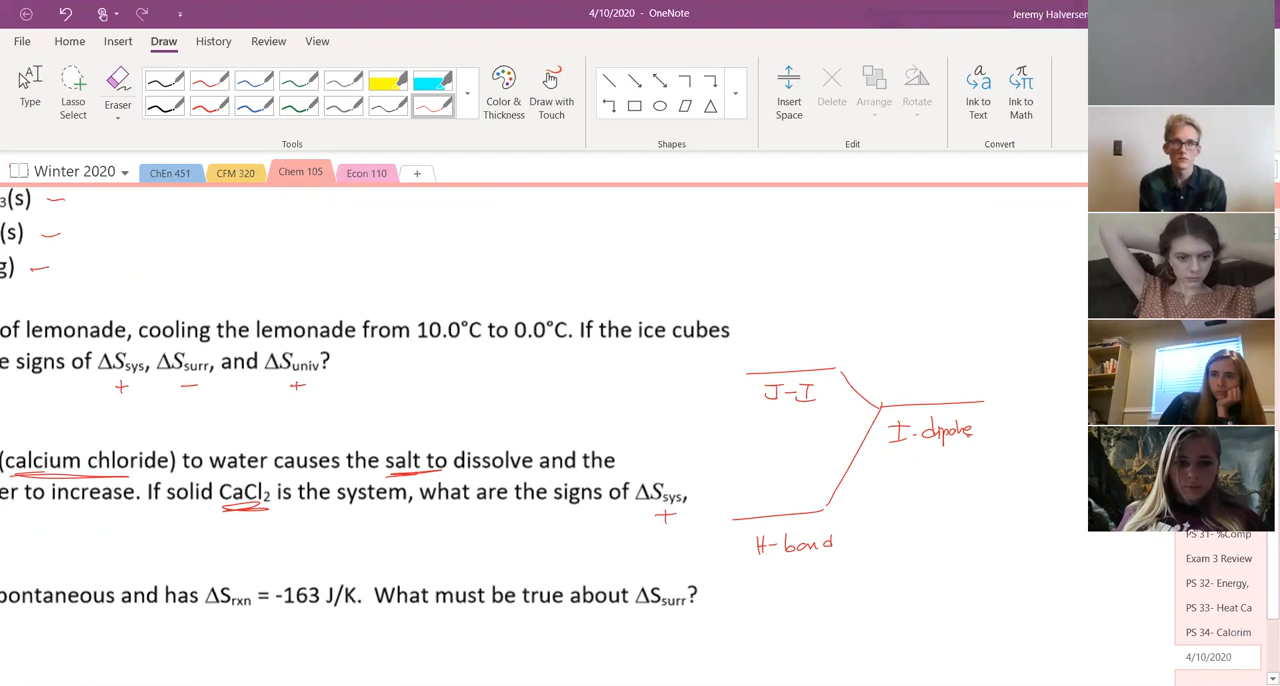 4/10/2020 - OneNote
Jeremy Halversen
File Home Insert Draw History Review View
Type
Lasso Select
Eraser
Color & Thickness
Draw with Touch
Insert Space
Delete
Arrange
Rotate
Ink to Text
Ink to Math
Tools
Shapes
Edit
Convert
Winter 2020
ChEn 451
CFM 320
Chem 105
Econ 110
+
₃(s) –
(s) –
g) –
of lemonade, cooling the lemonade from 10.0°C to 0.0°C. If the ice cubes
e signs of ΔSsys, ΔSsurr, and ΔSuniv?
+ – +
I-I
I-dipole
(calcium chloride) to water causes the salt to dissolve and the
er to increase. If solid CaCl₂ is the system, what are the signs of ΔSsys,
+
H-bond
pontaneous and has ΔSrxn = -163 J/K. What must be true about ΔSsurr?
PS 31- %Comp
Exam 3 Review
PS 32- Energy,
PS 33- Heat Ca
PS 34- Calorim
4/10/2020